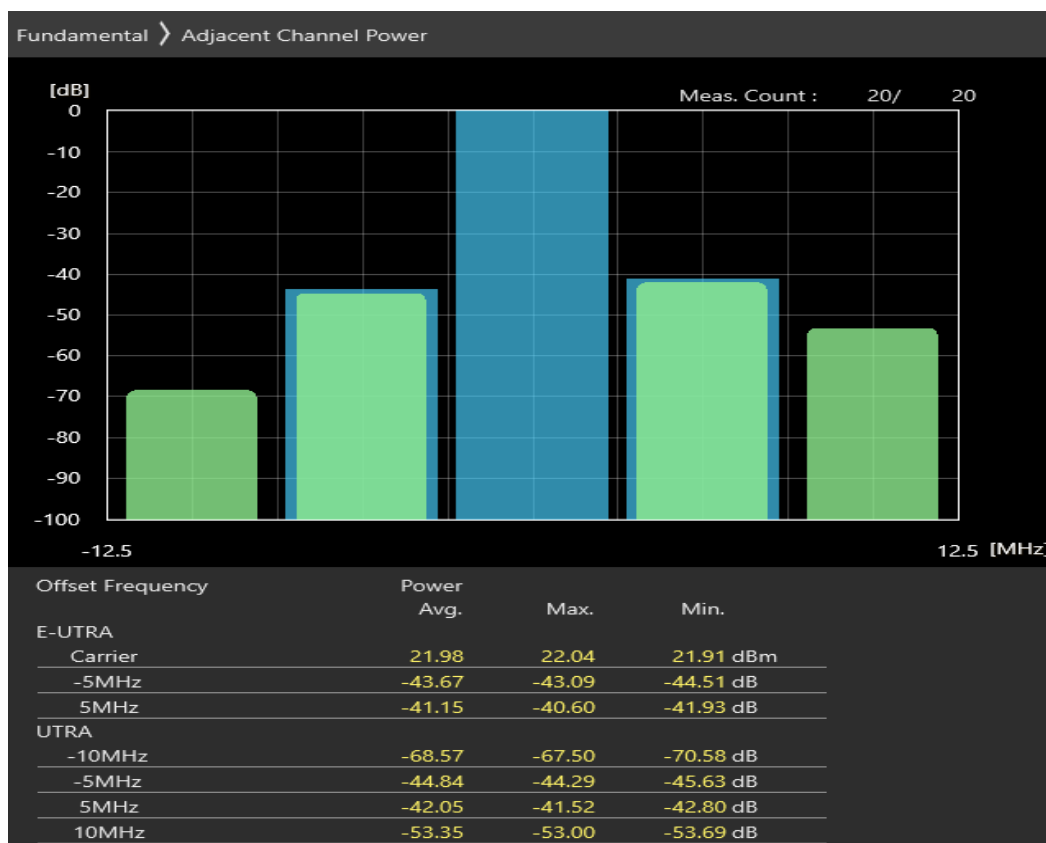 Fundamental 〉 Adjacent Channel Power
[dB]
Meas. Count : 20/ 20
0
-10
-20
-30
-40
-50
-60
-70
-80
-90
-100
-12.5 12.5 [MHz]
Offset Frequency Power
Avg. Max. Min.
E-UTRA
Carrier 21.98 22.04 21.91 dBm
-5MHz -43.67 -43.09 -44.51 dB
5MHz -41.15 -40.60 -41.93 dB
UTRA
-10MHz -68.57 -67.50 -70.58 dB
-5MHz -44.84 -44.29 -45.63 dB
5MHz -42.05 -41.52 -42.80 dB
10MHz -53.35 -53.00 -53.69 dB